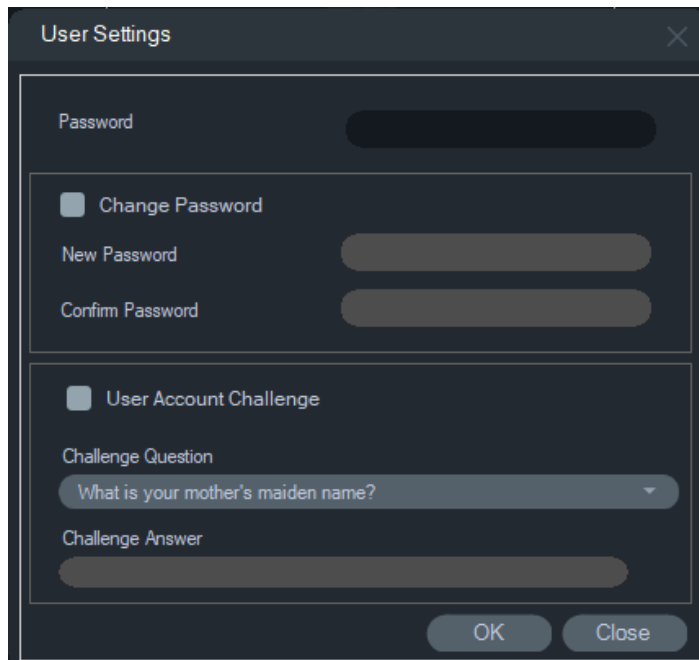 User Settings
Password
Change Password
New Password
Confirm Password
User Account Challenge
Challenge Question
What is your mother's maiden name?
Challenge Answer
OK
Close